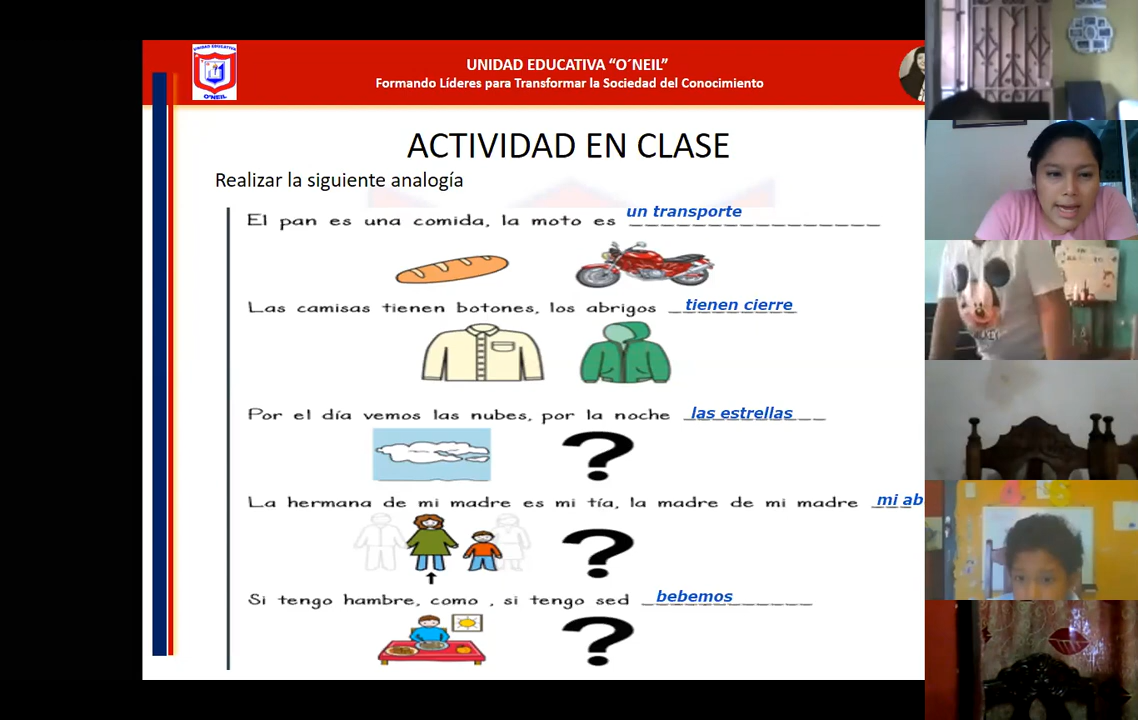 UNIDAD EDUCATIVA
O'NEIL
UNIDAD EDUCATIVA “O´NEIL”
Formando Líderes para Transformar la Sociedad del Conocimiento
ACTIVIDAD EN CLASE
Realizar la siguiente analogía
El pan es una comida, la moto es un transporte
Las camisas tienen botones, los abrigos tienen cierre
Por el día vemos las nubes, por la noche las estrellas
?
La hermana de mi madre es mi tía, la madre de mi madre mi ab
?
Si tengo hambre, como , si tengo sed bebemos
?